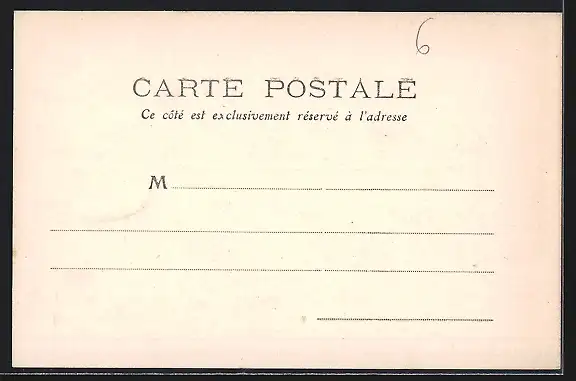 6
CARTE POSTALE
Ce côté est exclusivement réservé à l'adresse
M